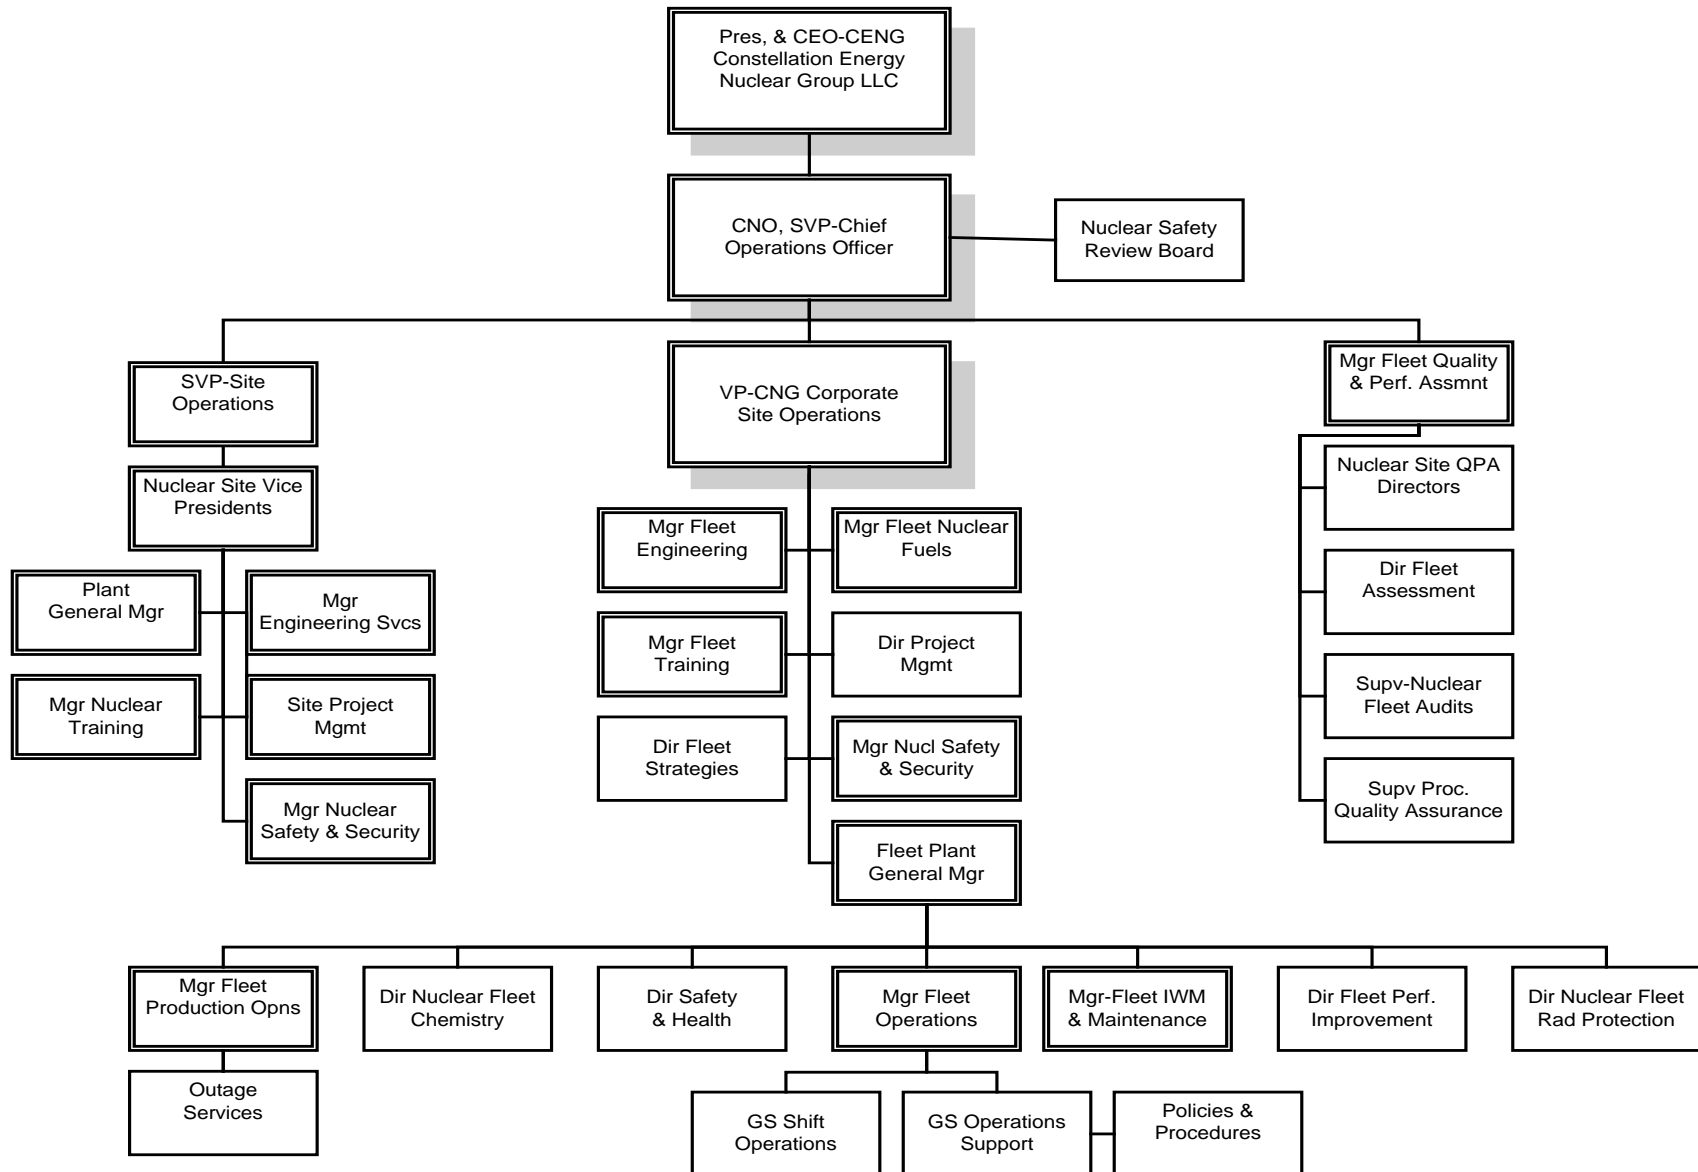 Pres, & CEO-CENG
Constellation Energy
Nuclear Group LLC
CNO, SVP-Chief
Operations Officer
Nuclear Safety
Review Board
SVP-Site
Operations
VP-CNG Corporate
Site Operations
Mgr Fleet Quality
& Perf. Assmnt
Nuclear Site Vice
Presidents
Nuclear Site QPA
Directors
Mgr Fleet
Engineering
Mgr Fleet Nuclear
Fuels
Plant
General Mgr
Mgr
Engineering Svcs
Dir Fleet
Assessment
Mgr Fleet
Training
Dir Project
Mgmt
Mgr Nuclear
Training
Site Project
Mgmt
Supv-Nuclear
Fleet Audits
Dir Fleet
Strategies
Mgr Nucl Safety
& Security
Mgr Nuclear
Safety & Security
Supv Proc.
Quality Assurance
Fleet Plant
General Mgr
Mgr Fleet
Production Opns
Dir Nuclear Fleet
Chemistry
Dir Safety
& Health
Mgr Fleet
Operations
Mgr-Fleet IWM
& Maintenance
Dir Fleet Perf.
Improvement
Dir Nuclear Fleet
Rad Protection
Outage
Services
GS Shift
Operations
GS Operations
Support
Policies &
Procedures